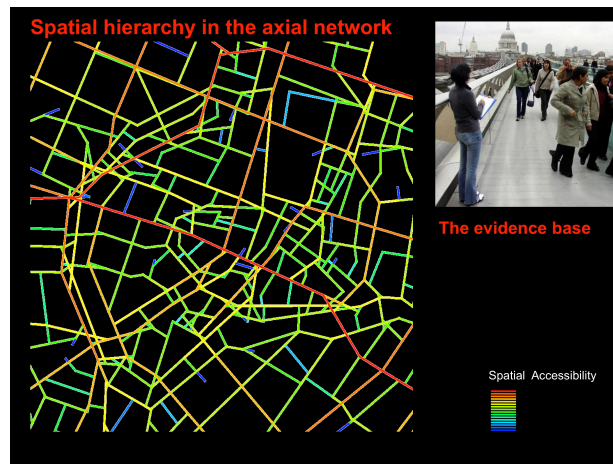 Spatial hierarchy in the axial network
The evidence base
Spatial Accessibility